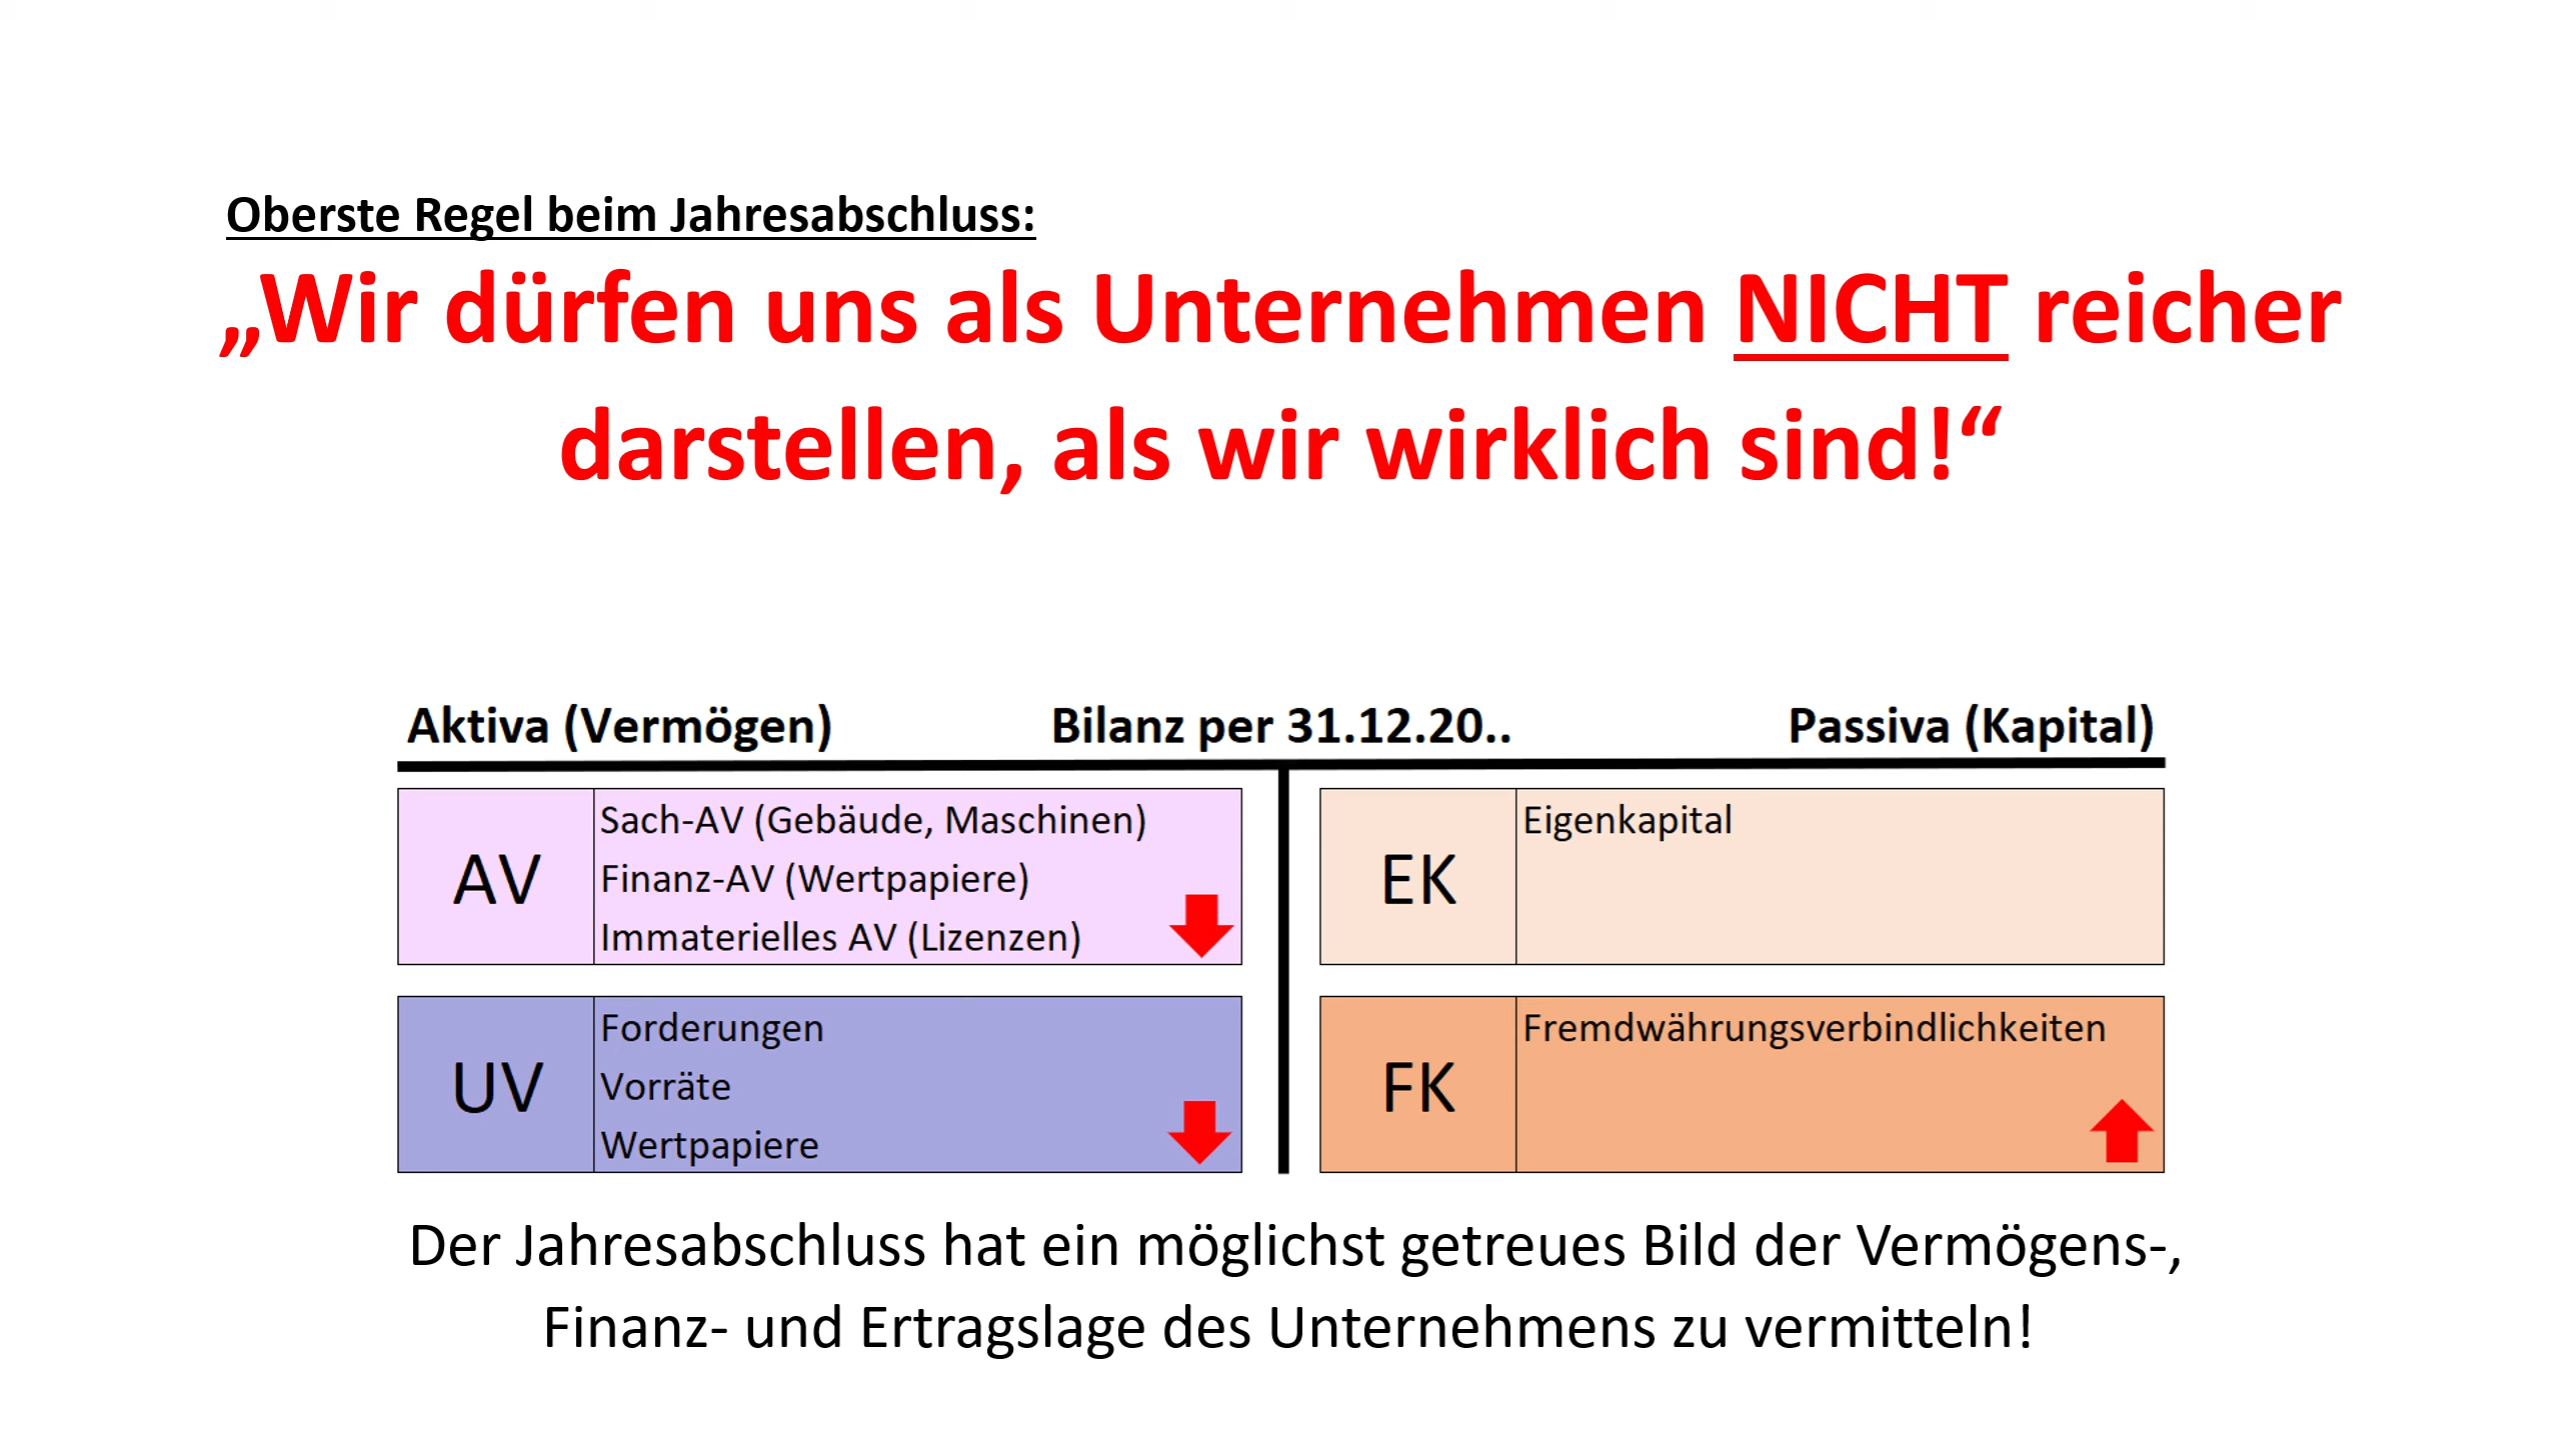 Oberste Regel beim Jahresabschluss:
„Wir dürfen uns als Unternehmen NICHT reicher
darstellen, als wir wirklich sind!“
Aktiva (Vermögen) Bilanz per 31.12.20.. Passiva (Kapital)
AV
Sach-AV (Gebäude, Maschinen)
Finanz-AV (Wertpapiere)
Immaterielles AV (Lizenzen)
EK
Eigenkapital
UV
Forderungen
Vorräte
Wertpapiere
FK
Fremdwährungsverbindlichkeiten
Der Jahresabschluss hat ein möglichst getreues Bild der Vermögens-,
Finanz- und Ertragslage des Unternehmens zu vermitteln!